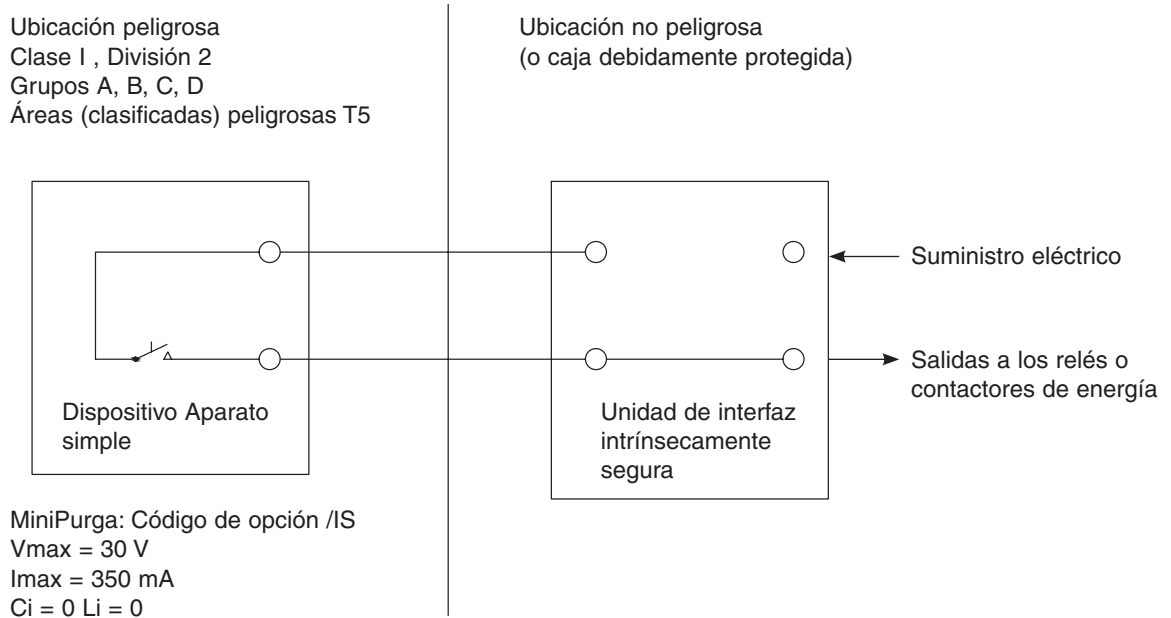 Ubicación peligrosa
Clase I , División 2
Grupos A, B, C, D
Áreas (clasificadas) peligrosas T5
Ubicación no peligrosa
(o caja debidamente protegida)
Suministro eléctrico
Salidas a los relés o
contactores de energía
Dispositivo Aparato
simple
Unidad de interfaz
intrínsecamente
segura
MiniPurga: Código de opción /IS
Vmax = 30 V
Imax = 350 mA
Ci = 0 Li = 0